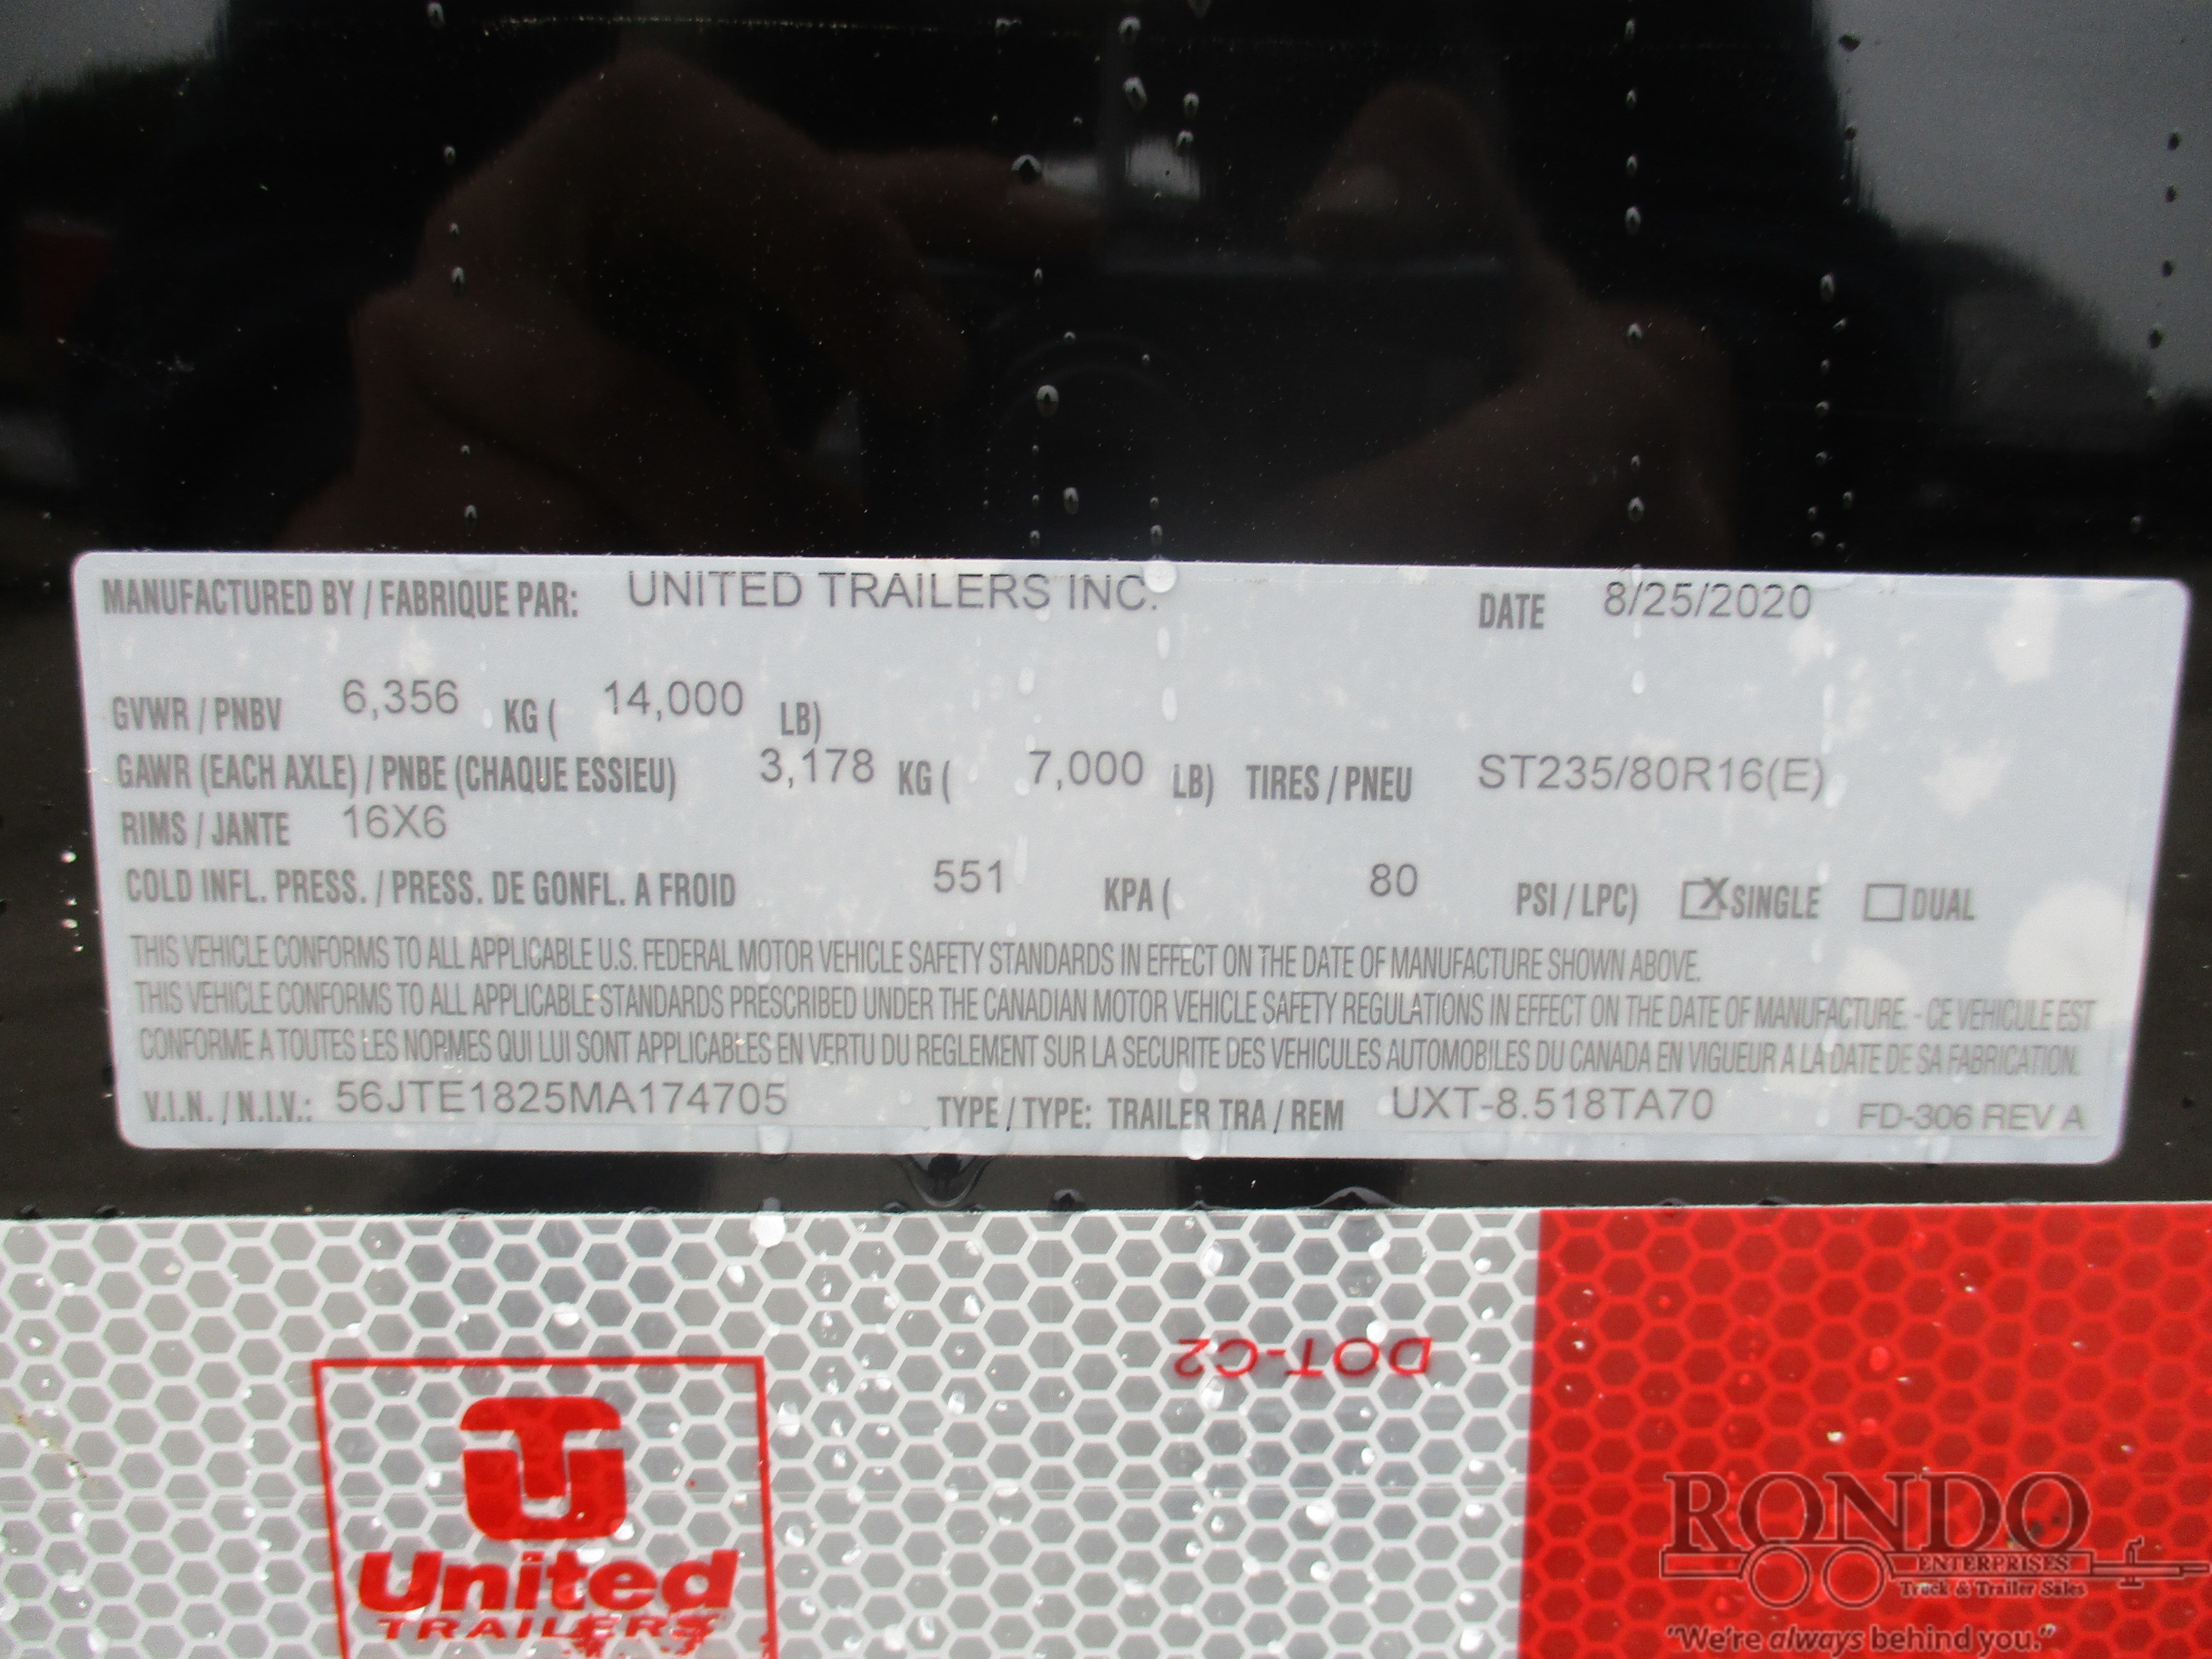 MANUFACTURED BY / FABRIQUE PAR: UNITED TRAILERS INC. DATE 8/25/2020
GVWR / PNBV 6,356 KG ( 14,000 LB)
GAWR (EACH AXLE) / PNBE (CHAQUE ESSIEU) 3,178 KG ( 7,000 LB) TIRES / PNEU ST235/80R16(E)
RIMS / JANTE 16X6
COLD INFL. PRESS. / PRESS. DE GONFL. A FROID 551 KPA ( 80 PSI / LPC) X SINGLE DUAL
THIS VEHICLE CONFORMS TO ALL APPLICABLE U.S. FEDERAL MOTOR VEHICLE SAFETY STANDARDS IN EFFECT ON THE DATE OF MANUFACTURE SHOWN ABOVE.
THIS VEHICLE CONFORMS TO ALL APPLICABLE STANDARDS PRESCRIBED UNDER THE CANADIAN MOTOR VEHICLE SAFETY REGULATIONS IN EFFECT ON THE DATE OF MANUFACTURE. - CE VEHICULE EST
CONFORME A TOUTES LES NORMES QUI LUI SONT APPLICABLES EN VERTU DU REGLEMENT SUR LA SECURITE DES VEHICULES AUTOMOBILES DU CANADA EN VIGUEUR A LA DATE DE SA FABRICATION.
V.I.N. / N.I.V.: 56JTE1825MA174705 TYPE / TYPE: TRAILER TRA / REM UXT-8.518TA70 FD-306 REV A
DOT-C2
United
TRAILERS
RONDO
ENTERPRISES
Truck & Trailer Sales
"We're always behind you."